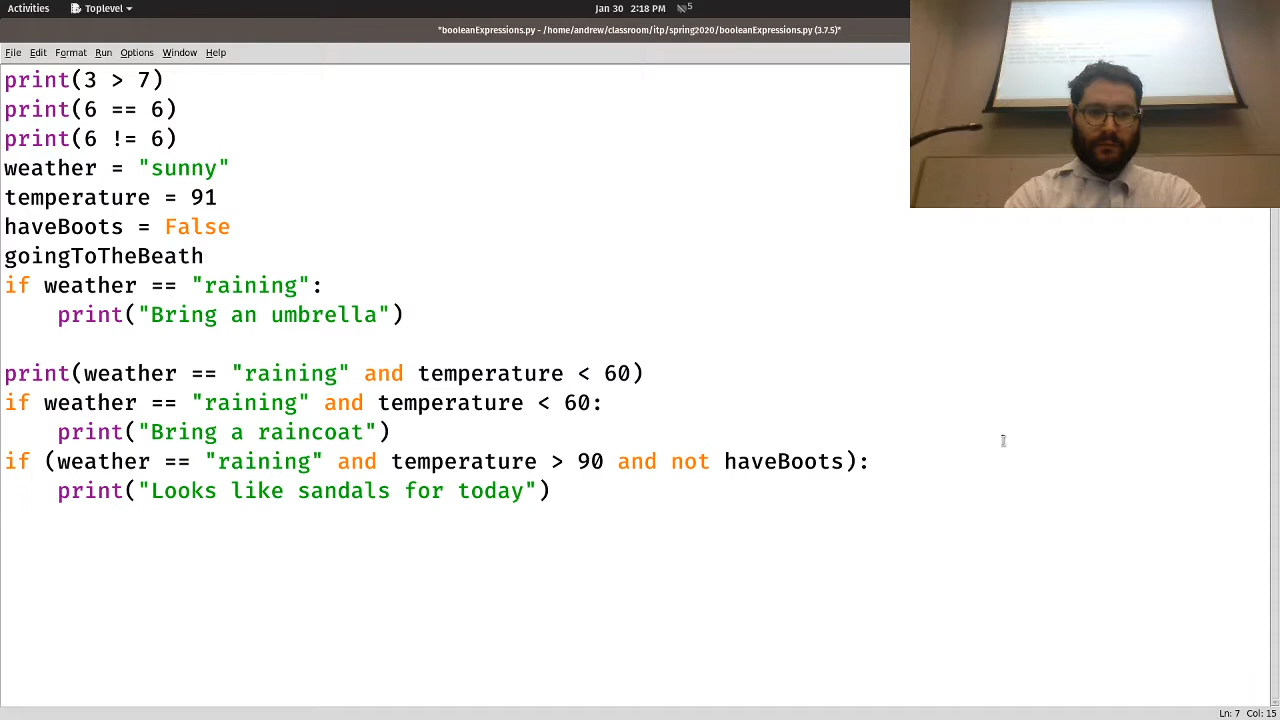 Activities
Toplevel
Jan 30 2:18 PM
5
*booleanExpressions.py - /home/andrew/classroom/itp/spring2020/booleanExpressions.py (3.7.5)*
File Edit Format Run Options Window Help
print(3 > 7)
print(6 == 6)
print(6 != 6)
weather = "sunny"
temperature = 91
haveBoots = False
goingToTheBeath
if weather == "raining":
    print("Bring an umbrella")
print(weather == "raining" and temperature < 60)
if weather == "raining" and temperature < 60:
    print("Bring a raincoat")
if (weather == "raining" and temperature > 90 and not haveBoots):
    print("Looks like sandals for today")
Ln: 7 Col: 15